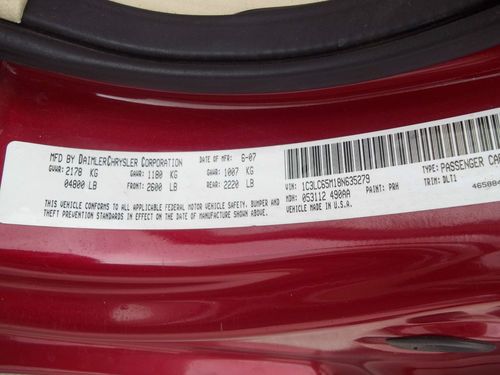 MFD BY DAIMLERCHRYSLER CORPORATION DATE OF MFR 6-07
GVWR: 2178 KG GAWR 1180 KG GAWR 1007 KG
04800 LB FRONT: 2600 LB REAR: 2220 LB
THIS VEHICLE CONFORMS TO ALL APPLICABLE FEDERAL MOTOR VEHICLE SAFETY, BUMPER AND
THEFT PREVENTION STANDARDS IN EFFECT ON THE DATE OF MANUFACTURE SHOWN ABOVE
VIN: 1C3LC65M18N635279 TYPE: PASSENGER CAR
MDH: 053112 490AA PAINT: PRH TRIM: DLT1
VEHICLE MADE IN U.S.A. 465884